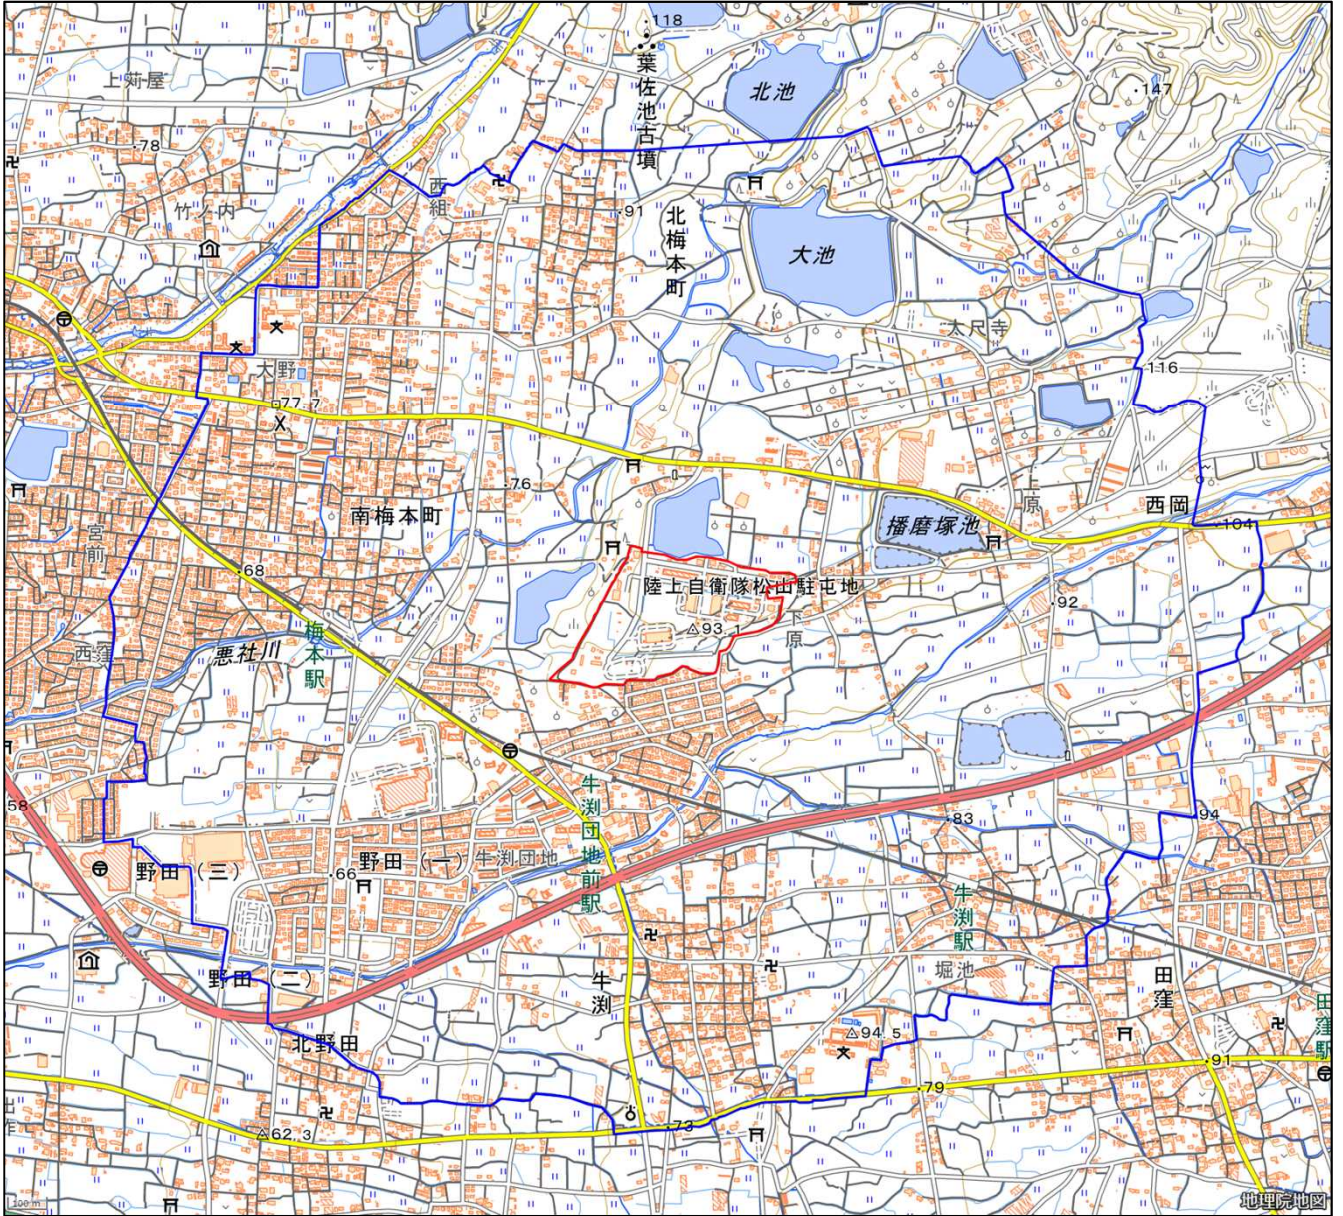 118
葉佐池古墳
北池
147
上苅屋
78
西組
竹ノ内
91
北梅本町
大池
太尺寺
116
大野
77.7
76
南梅本町
上原
西岡
104
播磨塚池
宮前
68
陸上自衛隊松山駐屯地
93.1
下原
92
西窪
悪社川
梅本駅
牛渕団地前駅
58
94
83
野田（三）
野田（一）
牛渕団地
66
牛渕駅
堀池
野田（二）
牛渕
田窪
94.5
田窪駅
北野田
91
79
73
62.3
100 m
地理院地図